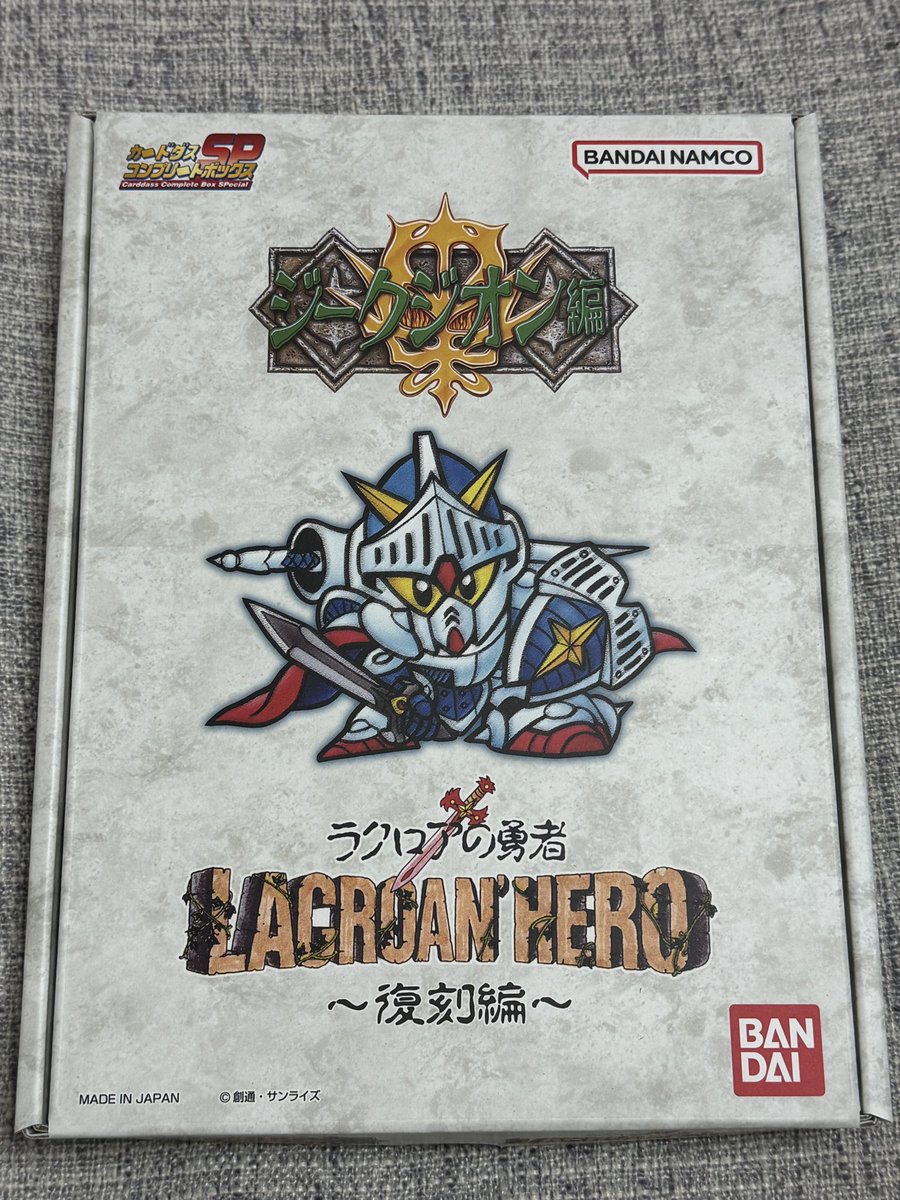 カードダス
コンプリートボックス SP
Carddass Complete Box SPecial
BANDAI NAMCO
ジークジオン編
ラクロアの勇者
LACROAN'HERO
～復刻編～
BAN
DAI
MADE IN JAPAN
©創通・サンライズ